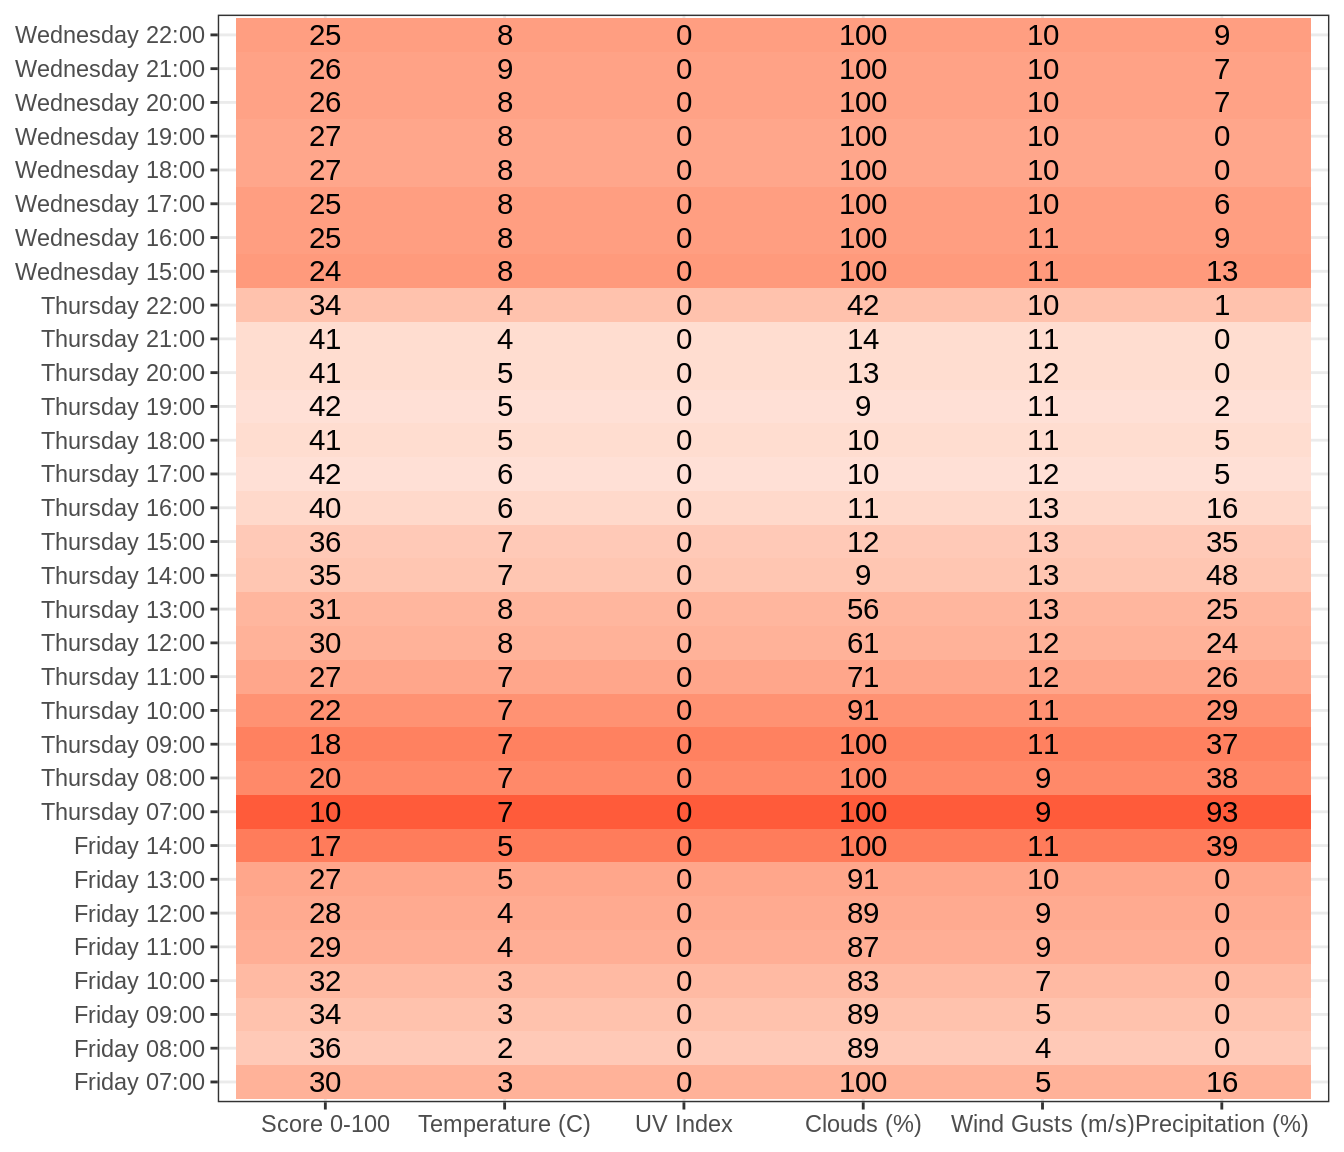 Wednesday 22:00 25 8 0 100 10 9
Wednesday 21:00 26 9 0 100 10 7
Wednesday 20:00 26 8 0 100 10 7
Wednesday 19:00 27 8 0 100 10 0
Wednesday 18:00 27 8 0 100 10 0
Wednesday 17:00 25 8 0 100 10 6
Wednesday 16:00 25 8 0 100 11 9
Wednesday 15:00 24 8 0 100 11 13
Thursday 22:00 34 4 0 42 10 1
Thursday 21:00 41 4 0 14 11 0
Thursday 20:00 41 5 0 13 12 0
Thursday 19:00 42 5 0 9 11 2
Thursday 18:00 41 5 0 10 11 5
Thursday 17:00 42 6 0 10 12 5
Thursday 16:00 40 6 0 11 13 16
Thursday 15:00 36 7 0 12 13 35
Thursday 14:00 35 7 0 9 13 48
Thursday 13:00 31 8 0 56 13 25
Thursday 12:00 30 8 0 61 12 24
Thursday 11:00 27 7 0 71 12 26
Thursday 10:00 22 7 0 91 11 29
Thursday 09:00 18 7 0 100 11 37
Thursday 08:00 20 7 0 100 9 38
Thursday 07:00 10 7 0 100 9 93
Friday 14:00 17 5 0 100 11 39
Friday 13:00 27 5 0 91 10 0
Friday 12:00 28 4 0 89 9 0
Friday 11:00 29 4 0 87 9 0
Friday 10:00 32 3 0 83 7 0
Friday 09:00 34 3 0 89 5 0
Friday 08:00 36 2 0 89 4 0
Friday 07:00 30 3 0 100 5 16
Score 0-100 Temperature (C) UV Index Clouds (%) Wind Gusts (m/s) Precipitation (%)